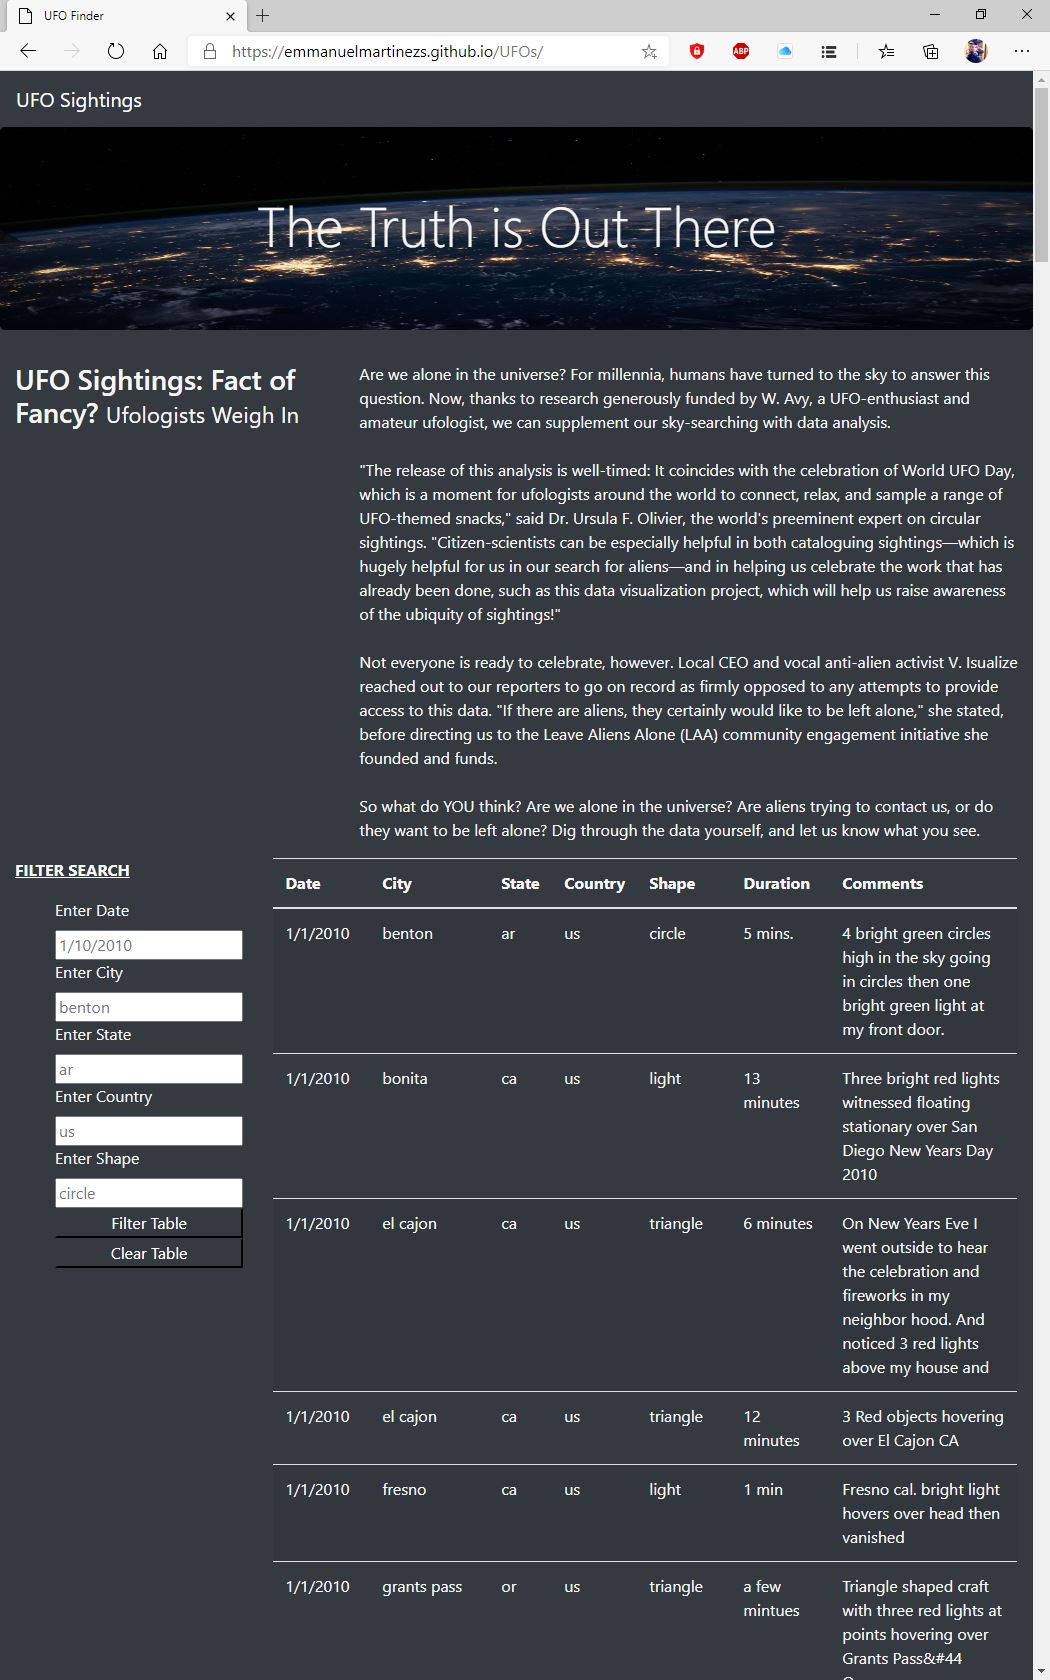 UFO Finder
https://emmanuelmartinezs.github.io/UFOs/
ABP
UFO Sightings
The Truth is Out There
UFO Sightings: Fact of
Fancy? Ufologists Weigh In
Are we alone in the universe? For millennia, humans have turned to the sky to answer this
question. Now, thanks to research generously funded by W. Avy, a UFO-enthusiast and
amateur ufologist, we can supplement our sky-searching with data analysis.
"The release of this analysis is well-timed: It coincides with the celebration of World UFO Day,
which is a moment for ufologists around the world to connect, relax, and sample a range of
UFO-themed snacks," said Dr. Ursula F. Olivier, the world's preeminent expert on circular
sightings. "Citizen-scientists can be especially helpful in both cataloguing sightings—which is
hugely helpful for us in our search for aliens—and in helping us celebrate the work that has
already been done, such as this data visualization project, which will help us raise awareness
of the ubiquity of sightings!"
Not everyone is ready to celebrate, however. Local CEO and vocal anti-alien activist V. Isualize
reached out to our reporters to go on record as firmly opposed to any attempts to provide
access to this data. "If there are aliens, they certainly would like to be left alone," she stated,
before directing us to the Leave Aliens Alone (LAA) community engagement initiative she
founded and funds.
So what do YOU think? Are we alone in the universe? Are aliens trying to contact us, or do
they want to be left alone? Dig through the data yourself, and let us know what you see.
FILTER SEARCH
Enter Date
1/10/2010
Enter City
benton
Enter State
ar
Enter Country
us
Enter Shape
circle
Filter Table
Clear Table
Date City State Country Shape Duration Comments
1/1/2010 benton ar us circle 5 mins. 4 bright green circles
high in the sky going
in circles then one
bright green light at
my front door.
1/1/2010 bonita ca us light 13 Three bright red lights
minutes witnessed floating
stationary over San
Diego New Years Day
2010
1/1/2010 el cajon ca us triangle 6 minutes On New Years Eve I
went outside to hear
the celebration and
fireworks in my
neighbor hood. And
noticed 3 red lights
above my house and
1/1/2010 el cajon ca us triangle 12 3 Red objects hovering
minutes over El Cajon CA
1/1/2010 fresno ca us light 1 min Fresno cal. bright light
hovers over head then
vanished
1/1/2010 grants pass or us triangle a few Triangle shaped craft
mintues with three red lights at
points hovering over
Grants Pass&#44